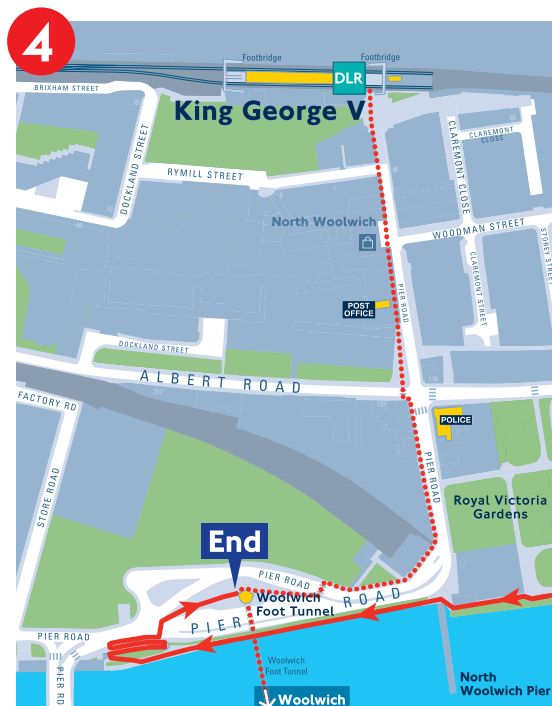 4
Footbridge
Footbridge
DLR
BRIXHAM STREET
King George V
CLAREMONT CLOSE
CLAREMONT
CLOSE
DOCKLAND STREET
RYMILL STREET
North Woolwich
WOODMAN STREET
STOREY STREET
CLAREMONT STREET
PIER ROAD
POST
OFFICE
DOCKLAND STREET
ALBERT ROAD
FACTORY RD
POLICE
STORE ROAD
PIER ROAD
Royal Victoria
Gardens
End
PIER ROAD
Woolwich
Foot Tunnel
PIER ROAD
PIER ROAD
PIER RD
Woolwich
Foot Tunnel
North
Woolwich Pier
Woolwich